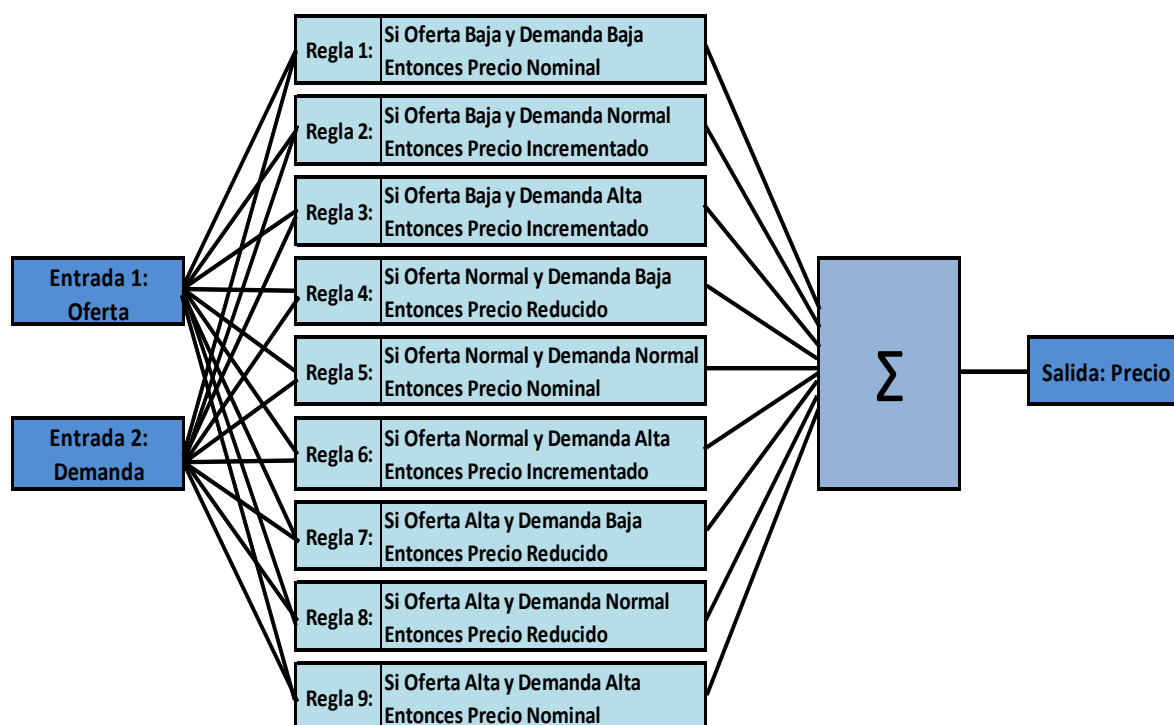 Entrada 1:
Oferta
Entrada 2:
Demanda
Regla 1:
Si Oferta Baja y Demanda Baja
Entonces Precio Nominal
Regla 2:
Si Oferta Baja y Demanda Normal
Entonces Precio Incrementado
Regla 3:
Si Oferta Baja y Demanda Alta
Entonces Precio Incrementado
Regla 4:
Si Oferta Normal y Demanda Baja
Entonces Precio Reducido
Regla 5:
Si Oferta Normal y Demanda Normal
Entonces Precio Nominal
Regla 6:
Si Oferta Normal y Demanda Alta
Entonces Precio Incrementado
Regla 7:
Si Oferta Alta y Demanda Baja
Entonces Precio Reducido
Regla 8:
Si Oferta Alta y Demanda Normal
Entonces Precio Reducido
Regla 9:
Si Oferta Alta y Demanda Alta
Entonces Precio Nominal
Σ
Salida: Precio